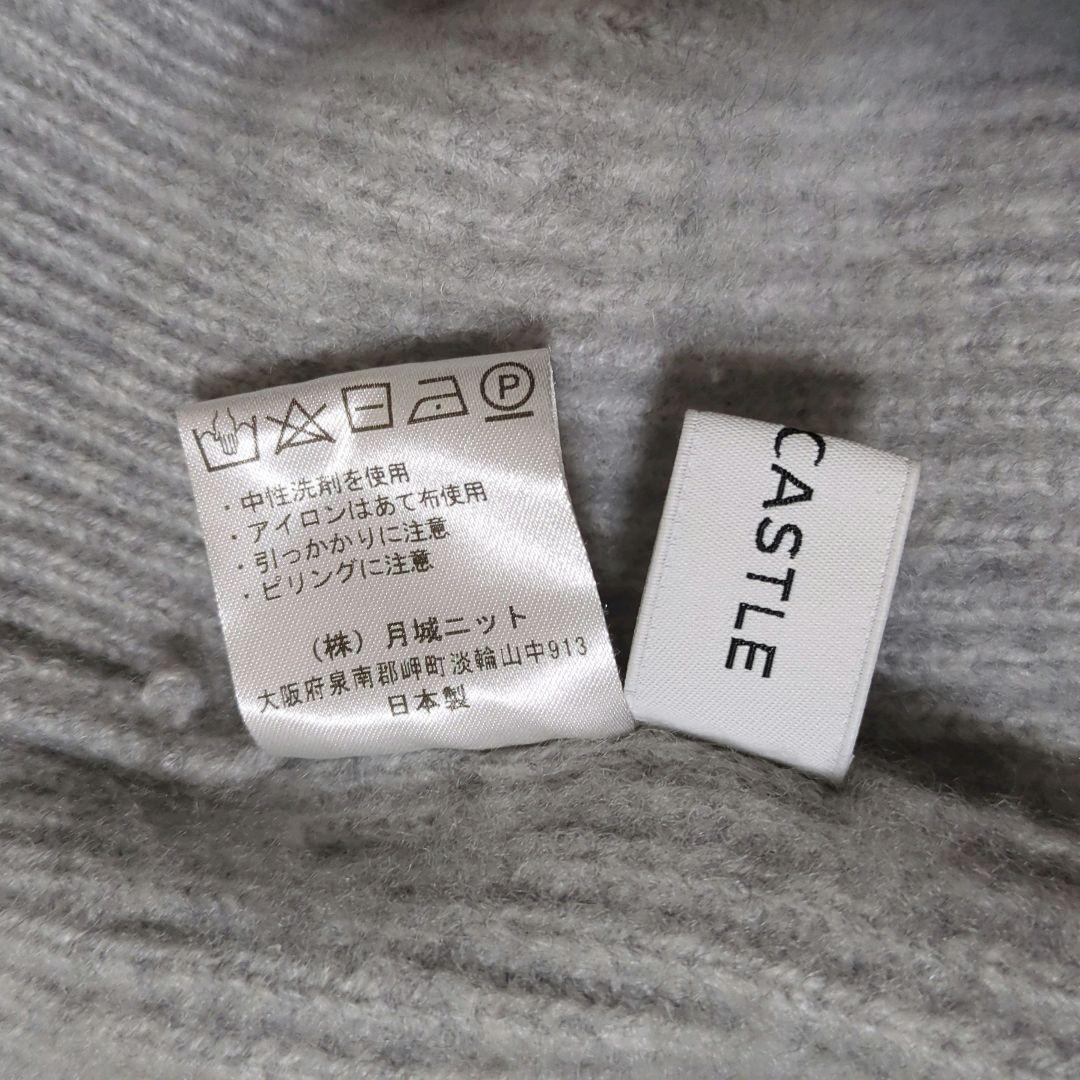 P
・中性洗剤を使用
・アイロンはあて布使用
・引っかかりに注意
・ピリングに注意
(株)月城ニット
大阪府泉南郡岬町淡輪山中913
日本製
CASTLE